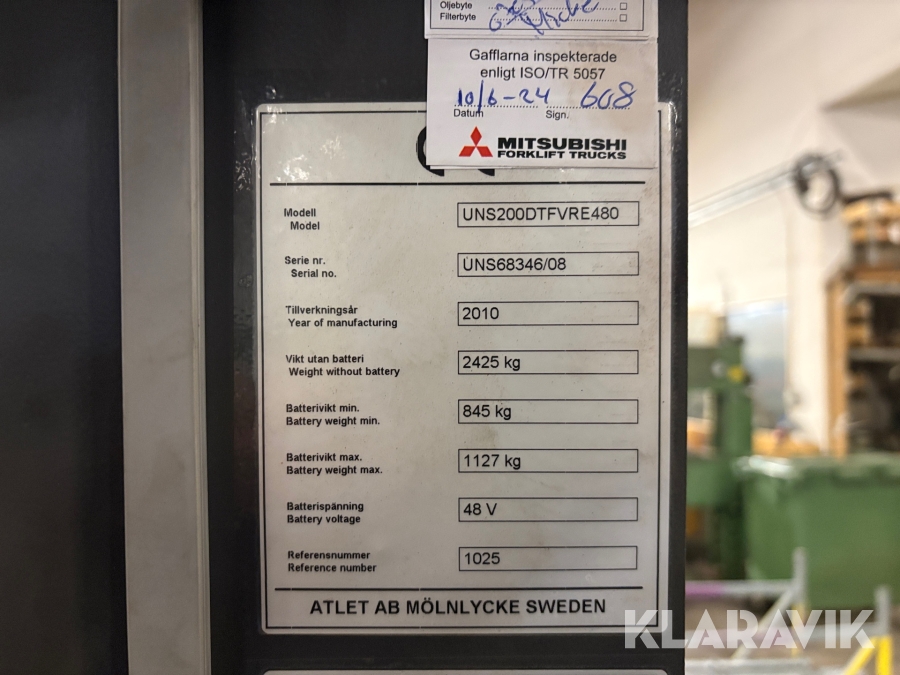 Oljebyte
Filterbyte
Gafflarna inspekterade
enligt ISO/TR 5057
10/6-24 608
Datum Sign.
MITSUBISHI
FORKLIFT TRUCKS
Modell
Model
UNS200DTFVRE480
Serie nr.
Serial no.
UNS68346/08
Tillverkningsår
Year of manufacturing
2010
Vikt utan batteri
Weight without battery
2425 kg
Batterivikt min.
Battery weight min.
845 kg
Batterivikt max.
Battery weight max.
1127 kg
Batterispänning
Battery voltage
48 V
Referensnummer
Reference number
1025
ATLET AB MÖLNLYCKE SWEDEN
KLARAVIK